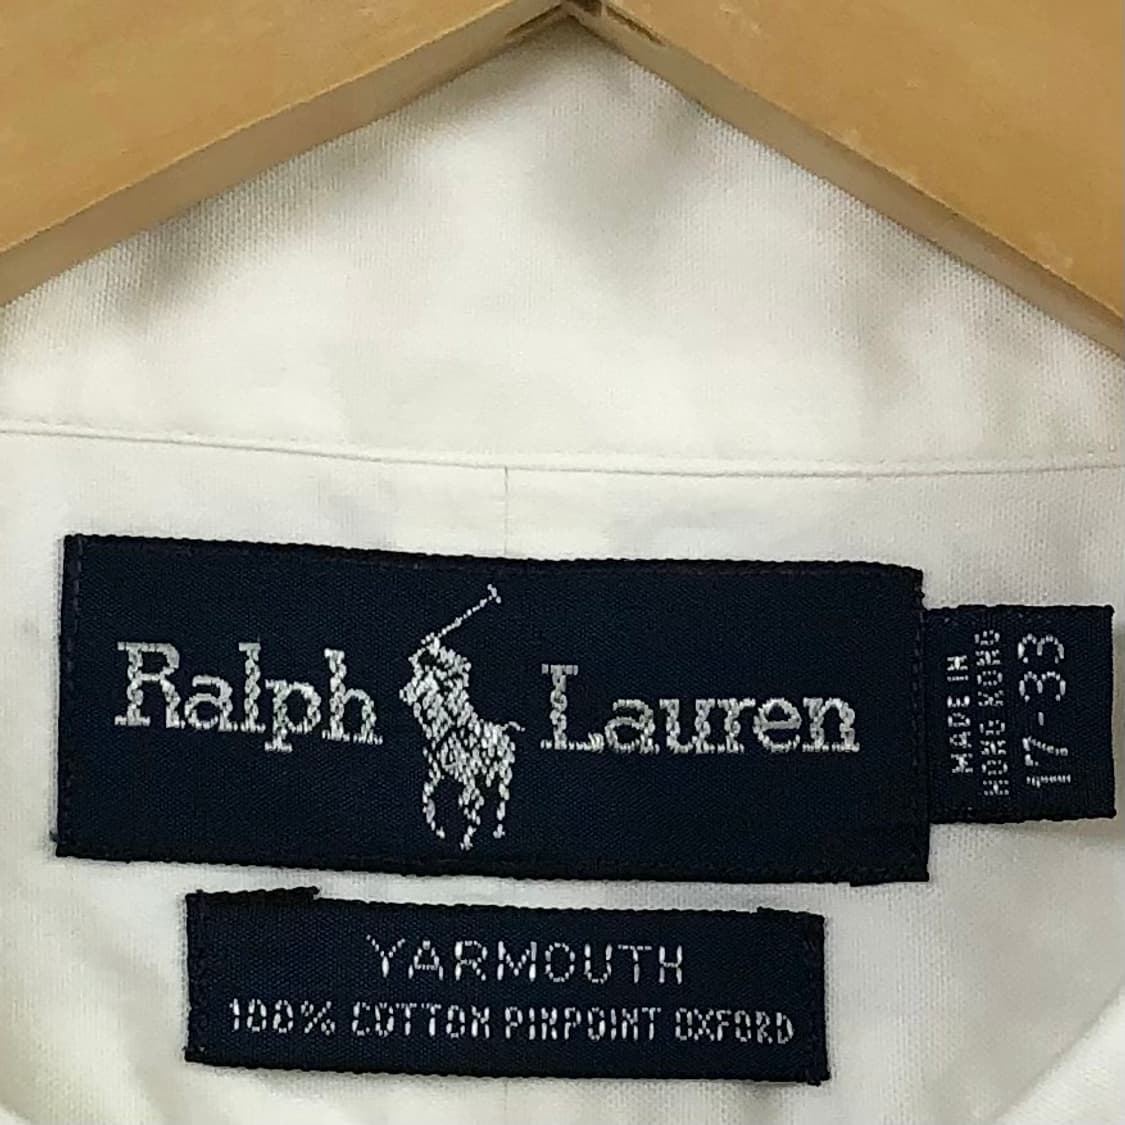 Ralph Lauren
MADE IN
HONG KONG
17-33
YARMOUTH
100% COTTON PINPOINT OXFORD